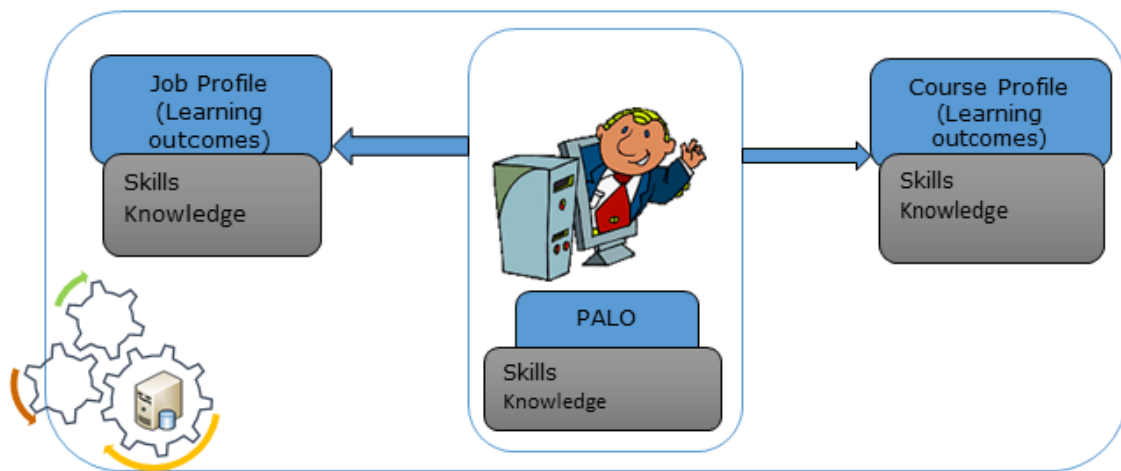 Job Profile
(Learning
outcomes)
Skills
Knowledge
PALO
Skills
Knowledge
Course Profile
(Learning
outcomes)
Skills
Knowledge